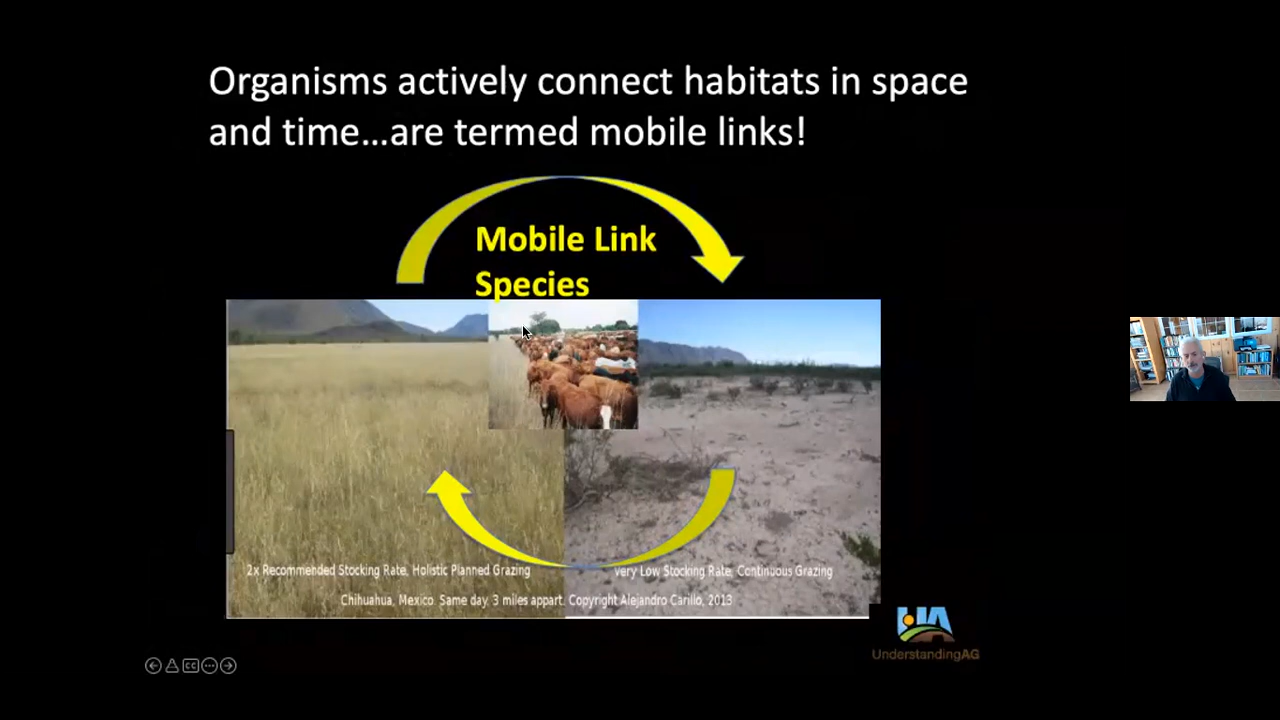 Organisms actively connect habitats in space
and time...are termed mobile links!
Mobile Link
Species
2x Recommended Stocking Rate, Holistic Planned Grazing
Very Low Stocking Rate, Continuous Grazing
Chihuahua, Mexico. Same day. 3 miles appart. Copyright Alejandro Carillo, 2013
UA
UnderstandingAG
CC